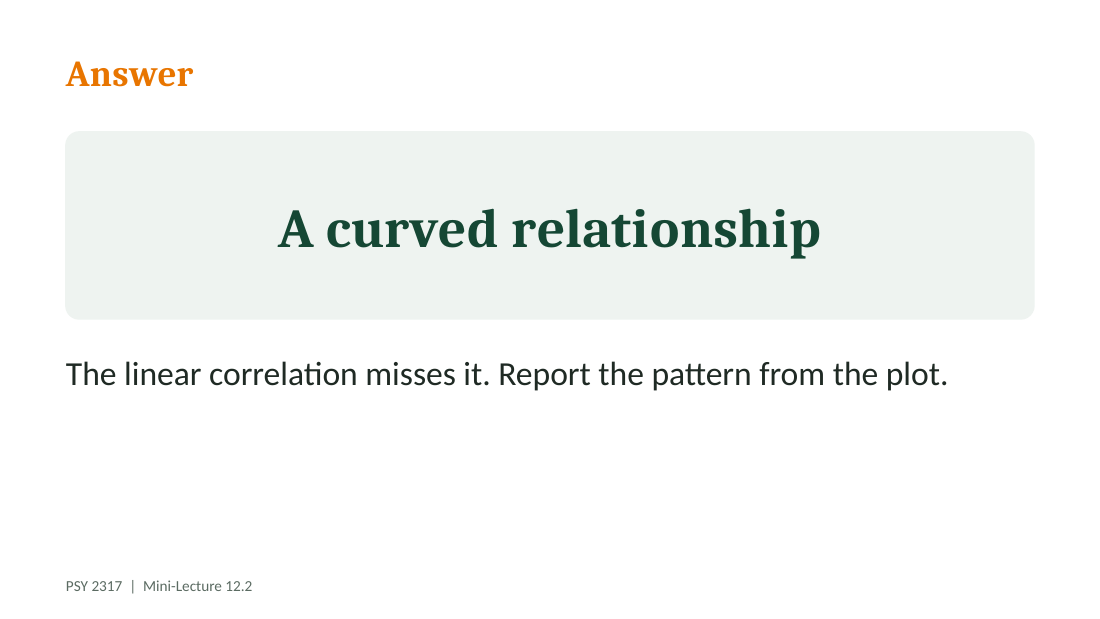 Answer
A curved relationship
The linear correlation misses it. Report the pattern from the plot.
PSY 2317 | Mini-Lecture 12.2